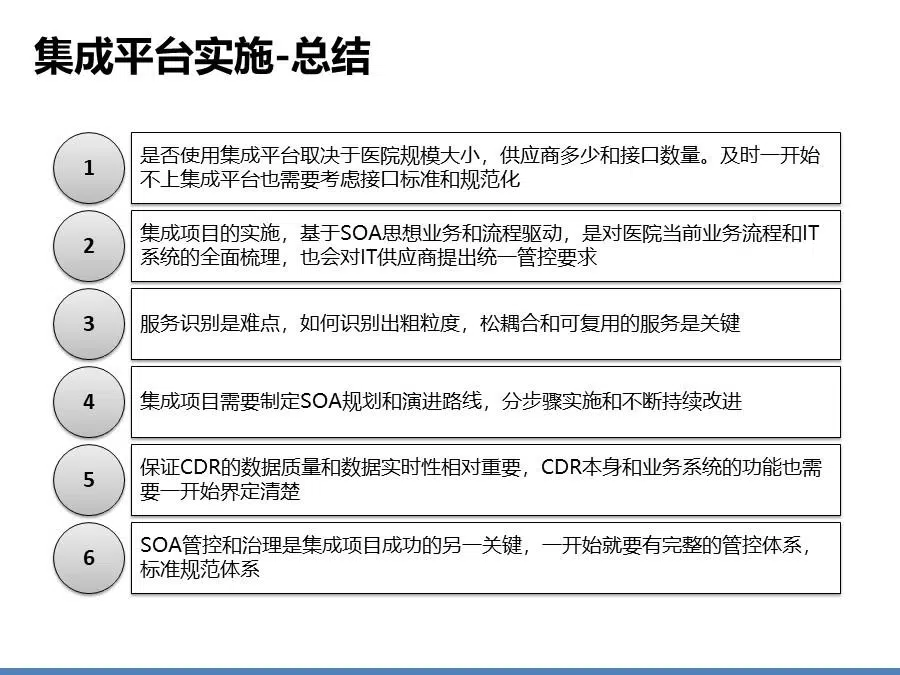 集成平台实施-总结
1
是否使用集成平台取决于医院规模大小，供应商多少和接口数量。及时一开始
不上集成平台也需要考虑接口标准和规范化
2
集成项目的实施，基于SOA思想业务和流程驱动，是对医院当前业务流程和IT
系统的全面梳理，也会对IT供应商提出统一管控要求
3
服务识别是难点，如何识别出粗粒度，松耦合和可复用的服务是关键
4
集成项目需要制定SOA规划和演进路线，分步骤实施和不断持续改进
5
保证CDR的数据质量和数据实时性相对重要，CDR本身和业务系统的功能也需
要一开始界定清楚
6
SOA管控和治理是集成项目成功的另一关键，一开始就要有完整的管控体系，
标准规范体系